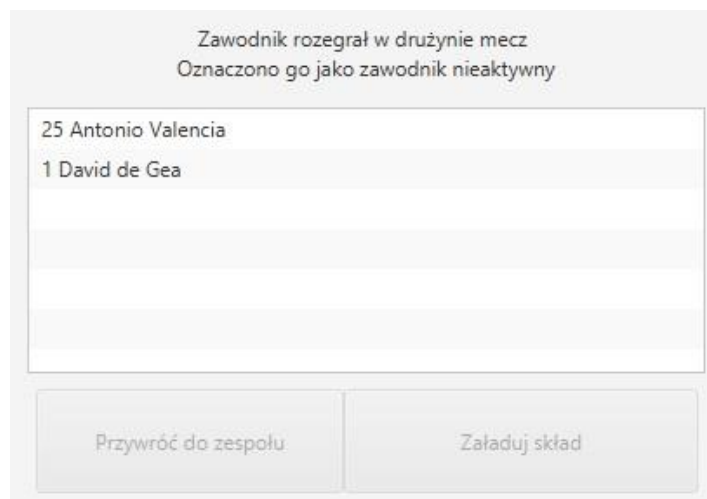 Zawodnik rozegrał w drużynie mecz
Oznaczono go jako zawodnik nieaktywny
25 Antonio Valencia
1 David de Gea
Przywróć do zespołu
Załaduj skład